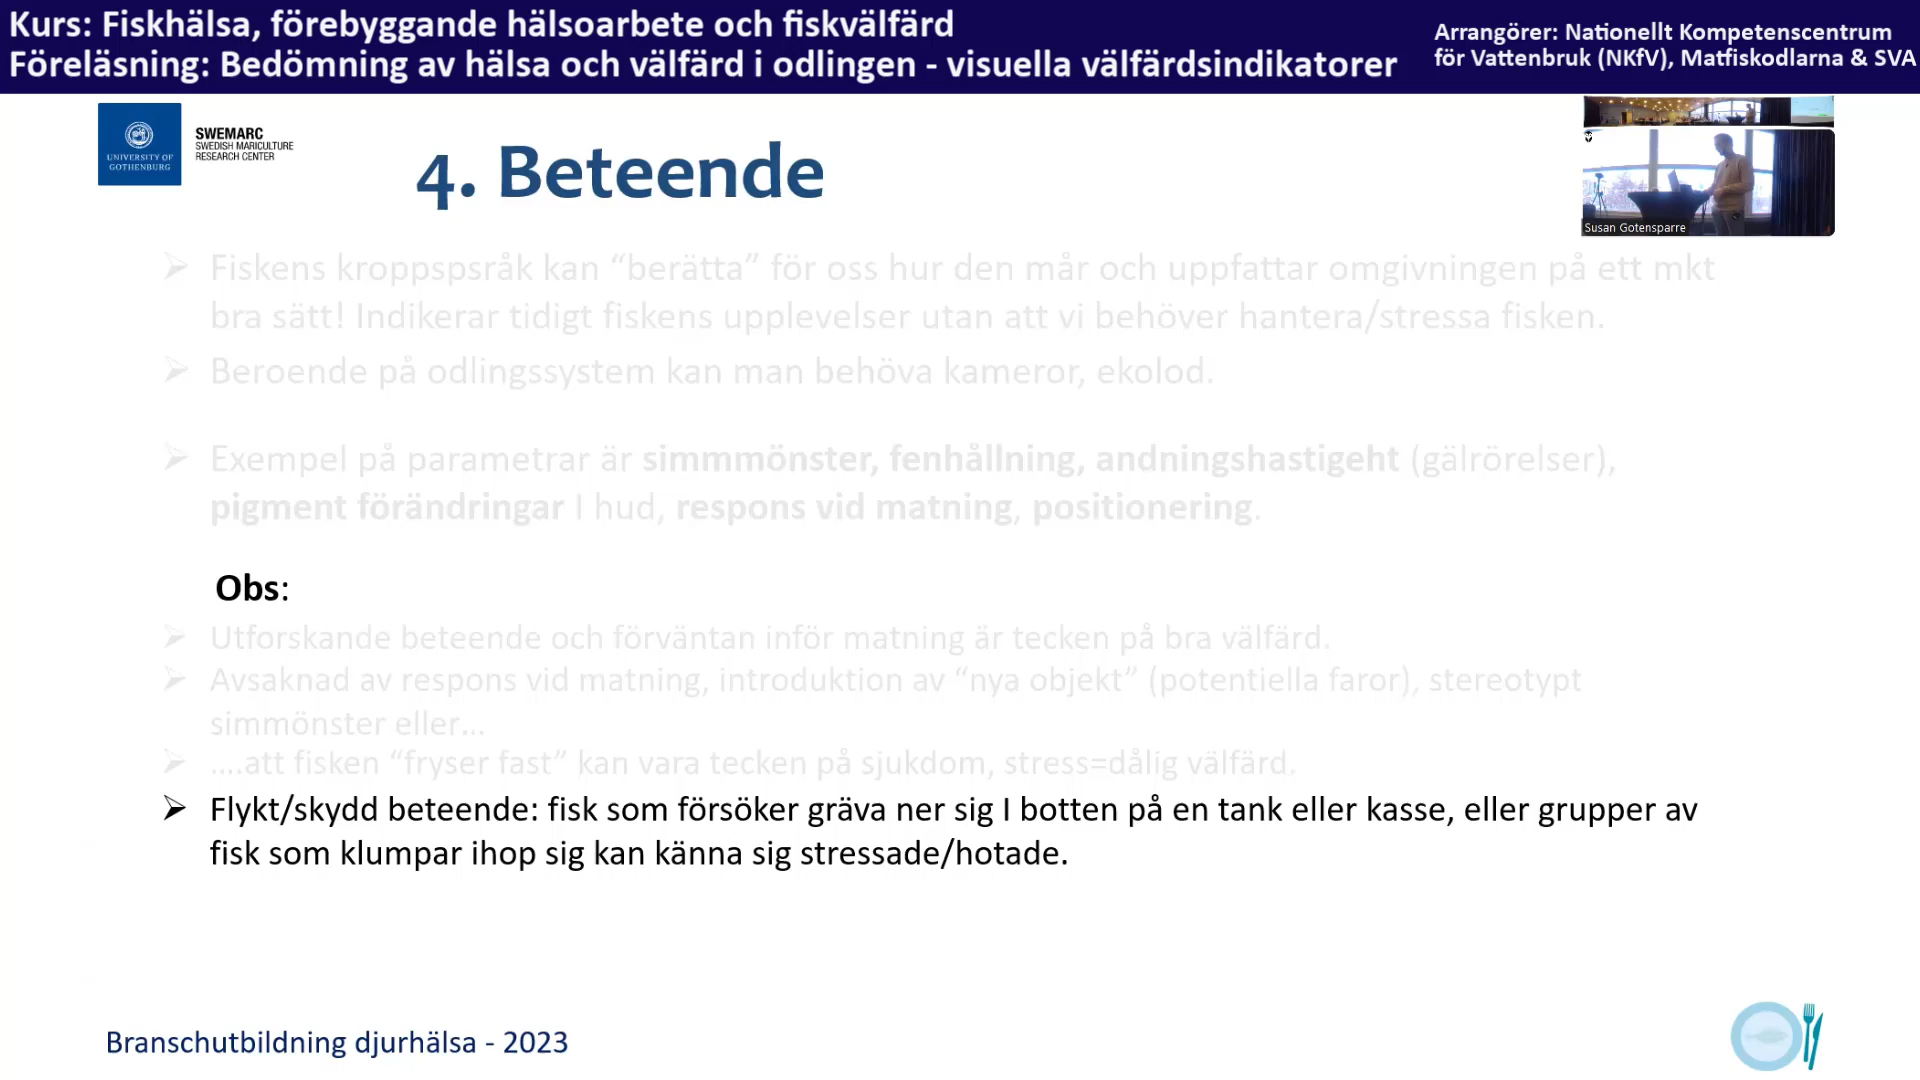 Kurs: Fiskhälsa, förebyggande hälsoarbete och fiskvälfärd
Föreläsning: Bedömning av hälsa och välfärd i odlingen - visuella välfärdsindikatorer
Arrangörer: Nationellt Kompetenscentrum
för Vattenbruk (NKfV), Matfiskodlarna & SVA
UNIVERSITY OF
GOTHENBURG
SWEMARC
SWEDISH MARICULTURE
RESEARCH CENTER
4. Beteende
Susan Gotensparre
➢ Fiskens kroppspsråk kan “berätta” för oss hur den mår och uppfattar omgivningen på ett mkt
bra sätt! Indikerar tidigt fiskens upplevelser utan att vi behöver hantera/stressa fisken.
➢ Beroende på odlingssystem kan man behöva kameror, ekolod.
➢ Exempel på parametrar är simmmönster, fenhållning, andningshastigeht (gälrörelser),
pigment förändringar I hud, respons vid matning, positionering.
Obs:
➢ Utforskande beteende och förväntan inför matning är tecken på bra välfärd.
➢ Avsaknad av respons vid matning, introduktion av “nya objekt” (potentiella faror), stereotypt
simmönster eller...
➢ ....att fisken “fryser fast” kan vara tecken på sjukdom, stress=dålig välfärd.
➢ Flykt/skydd beteende: fisk som försöker gräva ner sig I botten på en tank eller kasse, eller grupper av
fisk som klumpar ihop sig kan känna sig stressade/hotade.
Branschutbildning djurhälsa - 2023